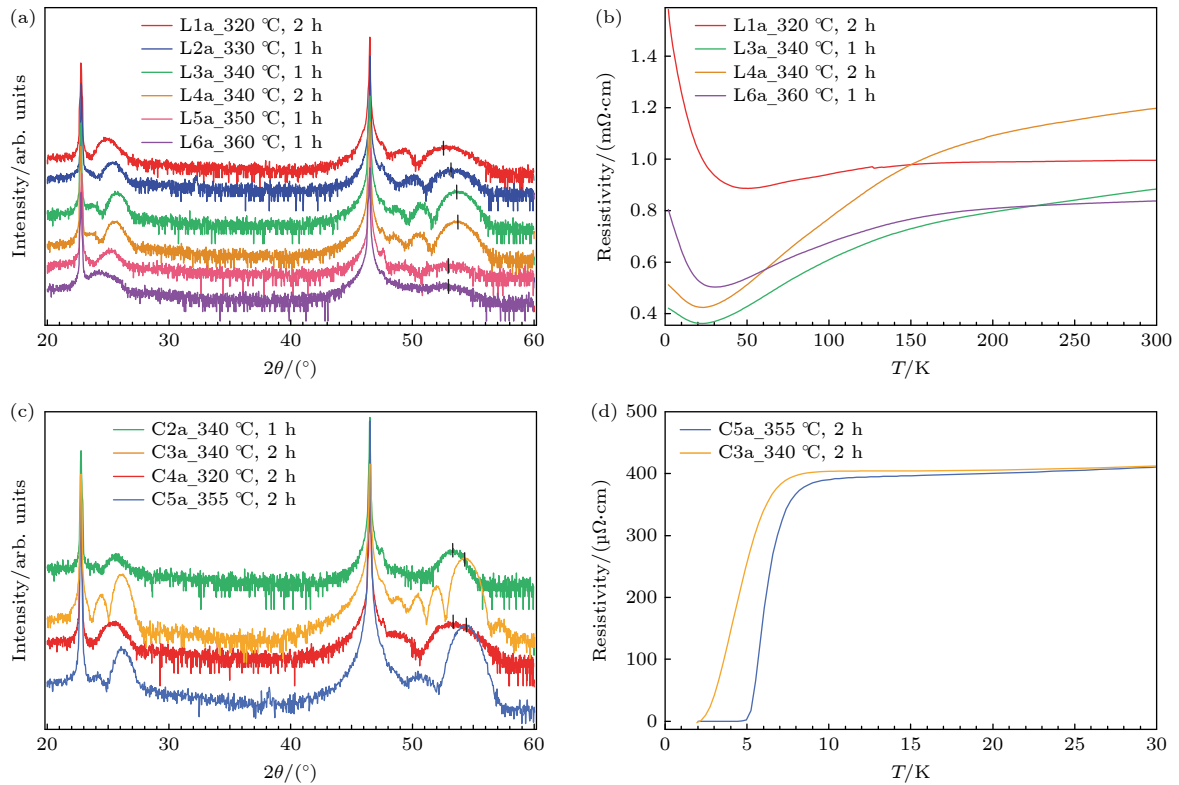 (a)
L1a_320 ℃, 2 h
L2a_330 ℃, 1 h
L3a_340 ℃, 1 h
L4a_340 ℃, 2 h
L5a_350 ℃, 1 h
L6a_360 ℃, 1 h
Intensity/arb. units
20 30 40 50 60
2θ/(°)
(b)
L1a_320 ℃, 2 h
L3a_340 ℃, 1 h
L4a_340 ℃, 2 h
L6a_360 ℃, 1 h
Resistivity/(mΩ·cm)
1.4
1.2
1.0
0.8
0.6
0.4
0 50 100 150 200 250 300
T/K
(c)
C2a_340 ℃, 1 h
C3a_340 ℃, 2 h
C4a_320 ℃, 2 h
C5a_355 ℃, 2 h
Intensity/arb. units
20 30 40 50 60
2θ/(°)
(d)
C5a_355 ℃, 2 h
C3a_340 ℃, 2 h
Resistivity/(μΩ·cm)
500
400
300
200
100
0
0 5 10 15 20 25 30
T/K